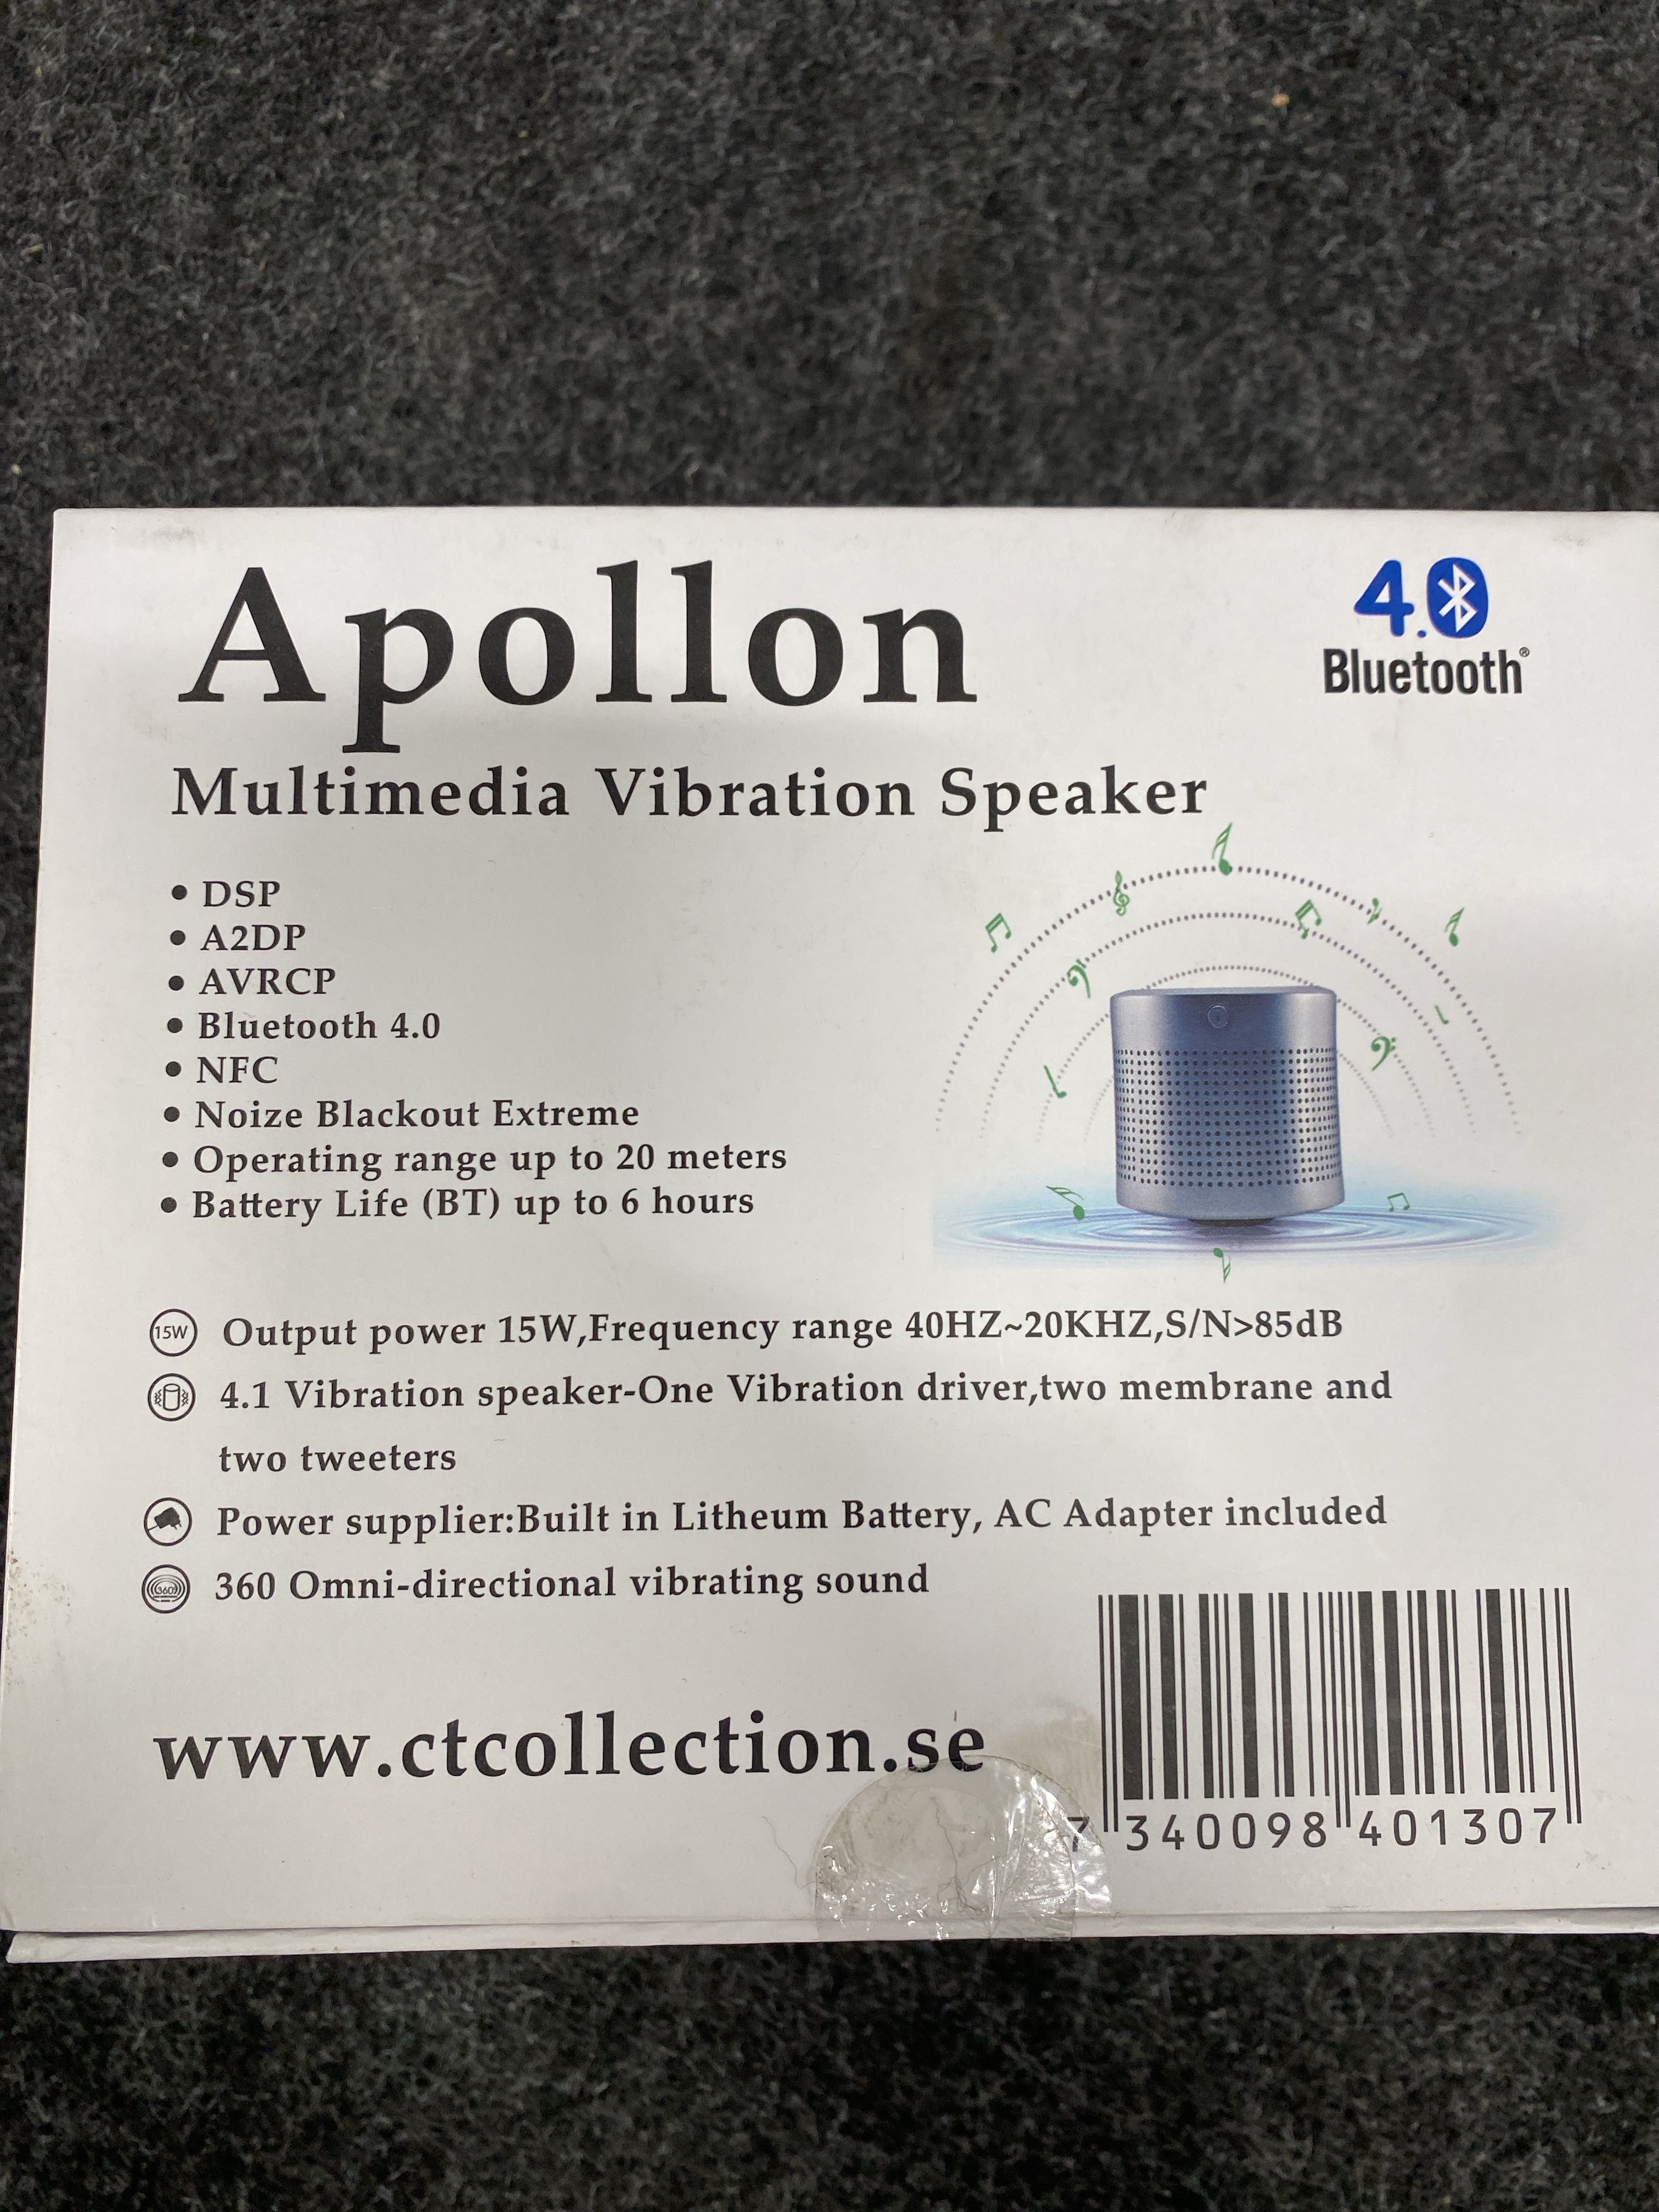 Apollon
4.0
Bluetooth®
Multimedia Vibration Speaker
• DSP
• A2DP
• AVRCP
• Bluetooth 4.0
• NFC
• Noize Blackout Extreme
• Operating range up to 20 meters
• Battery Life (BT) up to 6 hours
15W Output power 15W,Frequency range 40HZ~20KHZ,S/N>85dB
4.1 Vibration speaker-One Vibration driver,two membrane and
two tweeters
Power supplier:Built in Litheum Battery, AC Adapter included
360 360 Omni-directional vibrating sound
www.ctcollection.se
7 340098 401307